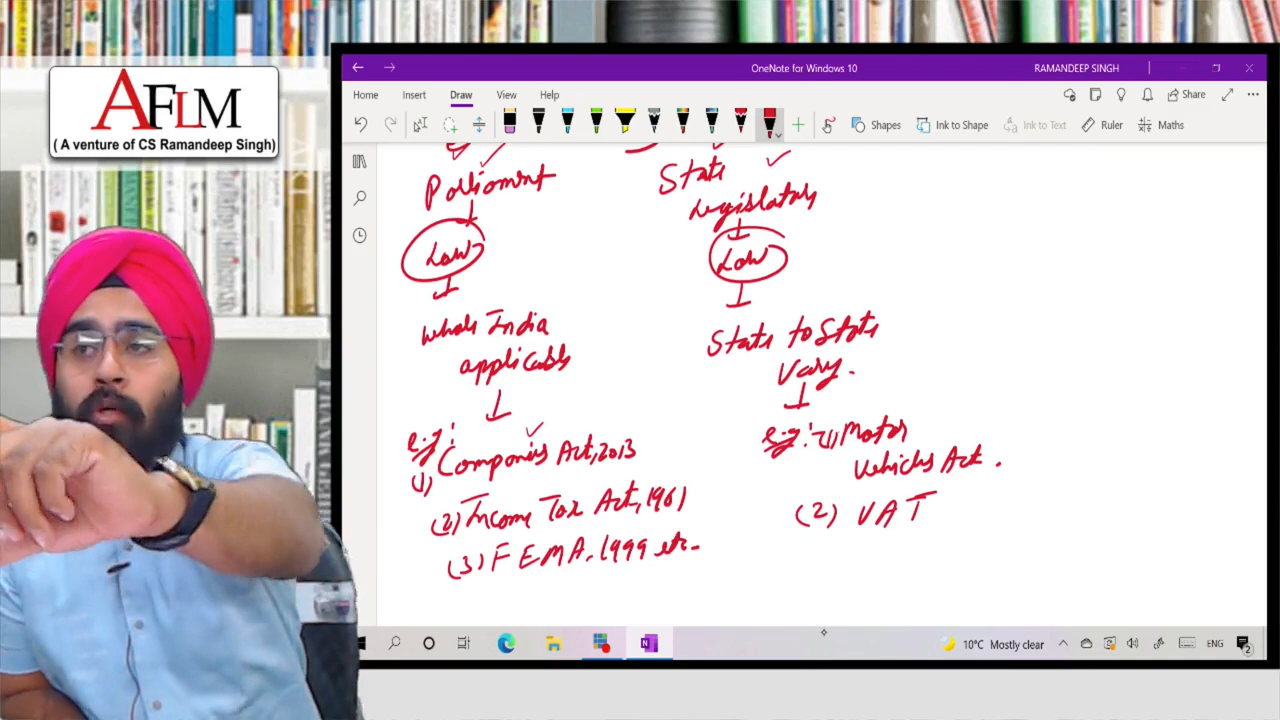 AFLM
( A venture of CS Ramandeep Singh)
OneNote for Windows 10
RAMANDEEP SINGH
Home Insert Draw View Help
Share
Shapes
Ink to Shape
Ink to Text
Ruler
Maths
Parliament
State
Legislators
Law
Law
Whole India
applicable
State to State
Vary.
e.g:
(1) Companies Act, 2013
(2) Income Tax Act, 1961
(3) FEMA, 1999 etc.
e.g: (1) Motor
Vehicles Act.
(2) VAT
10°C Mostly clear
ENG
2